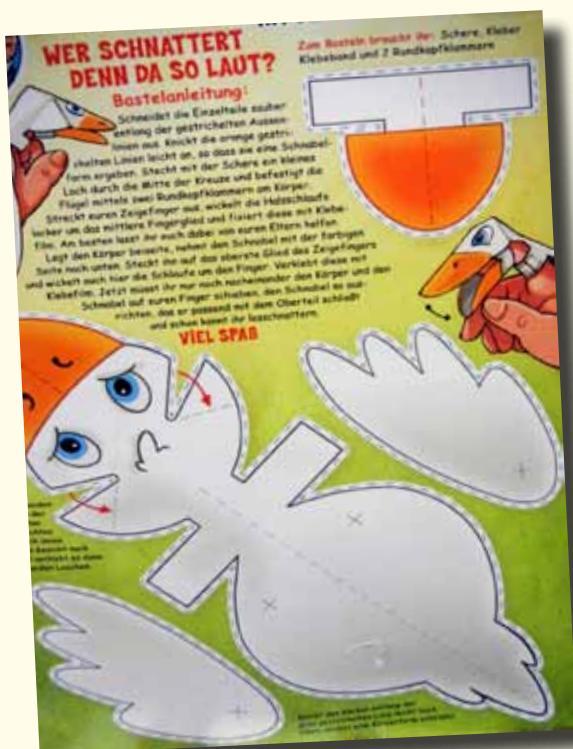 WER SCHNATTERT
DENN DA SO LAUT?
Bastelanleitung:
Schneidet die Einzelteile sauber
entlang der gestrichelten Aussen-
linien aus. Knickt die orange gestri-
chelten Linien leicht an, so dass sie eine Schnabel-
form ergeben. Stecht mit der Schere ein kleines
Loch durch die Mitte der Kreuze und befestigt die
Flügel mittels zwei Rundkopfklammern am Körper.
Streckt euren Zeigefinger aus, wickelt die Halsschlaufe
locker um das mittlere Fingerglied und fixiert diese mit Klebe-
film. Am besten lasst ihr euch dabei von euren Eltern helfen.
Legt den Körper beiseite, nehmt den Schnabel mit der farbigen
Seite nach unten. Steckt ihn auf das oberste Glied des Zeigefingers
und wickelt auch hier die Schlaufe um den Finger. Verklebt diese mit
Klebefilm. Jetzt müsst ihr nur noch nacheinander den Körper und den
Schnabel auf euren Finger schieben, den Schnabel so aus-
richten, das er passend mit dem Oberteil schließt
und schon könnt ihr losschnattern.
VIEL SPAß
Zum Basteln braucht ihr: Schere, Kleber
Klebeband und 2 Rundkopfklammern